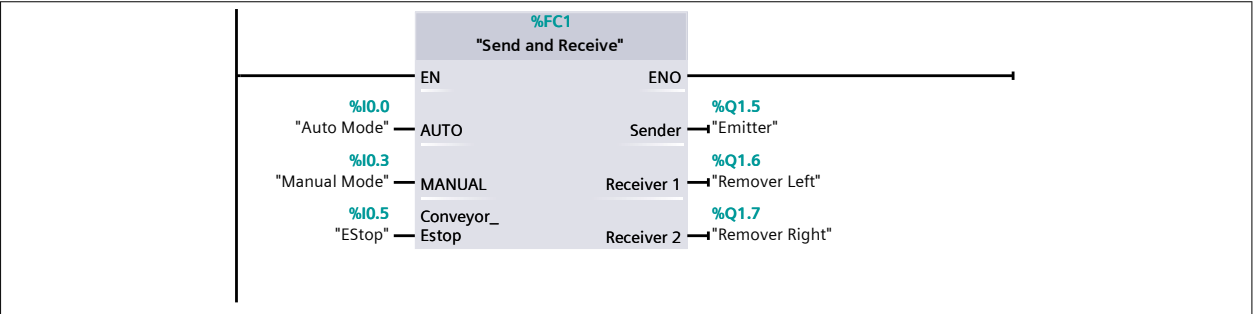 %FC1
"Send and Receive"
EN ENO
%I0.0 %Q1.5
"Auto Mode" AUTO Sender "Emitter"
%I0.3 %Q1.6
"Manual Mode" MANUAL Receiver 1 "Remover Left"
%I0.5 Conveyor_ %Q1.7
"EStop" Estop Receiver 2 "Remover Right"